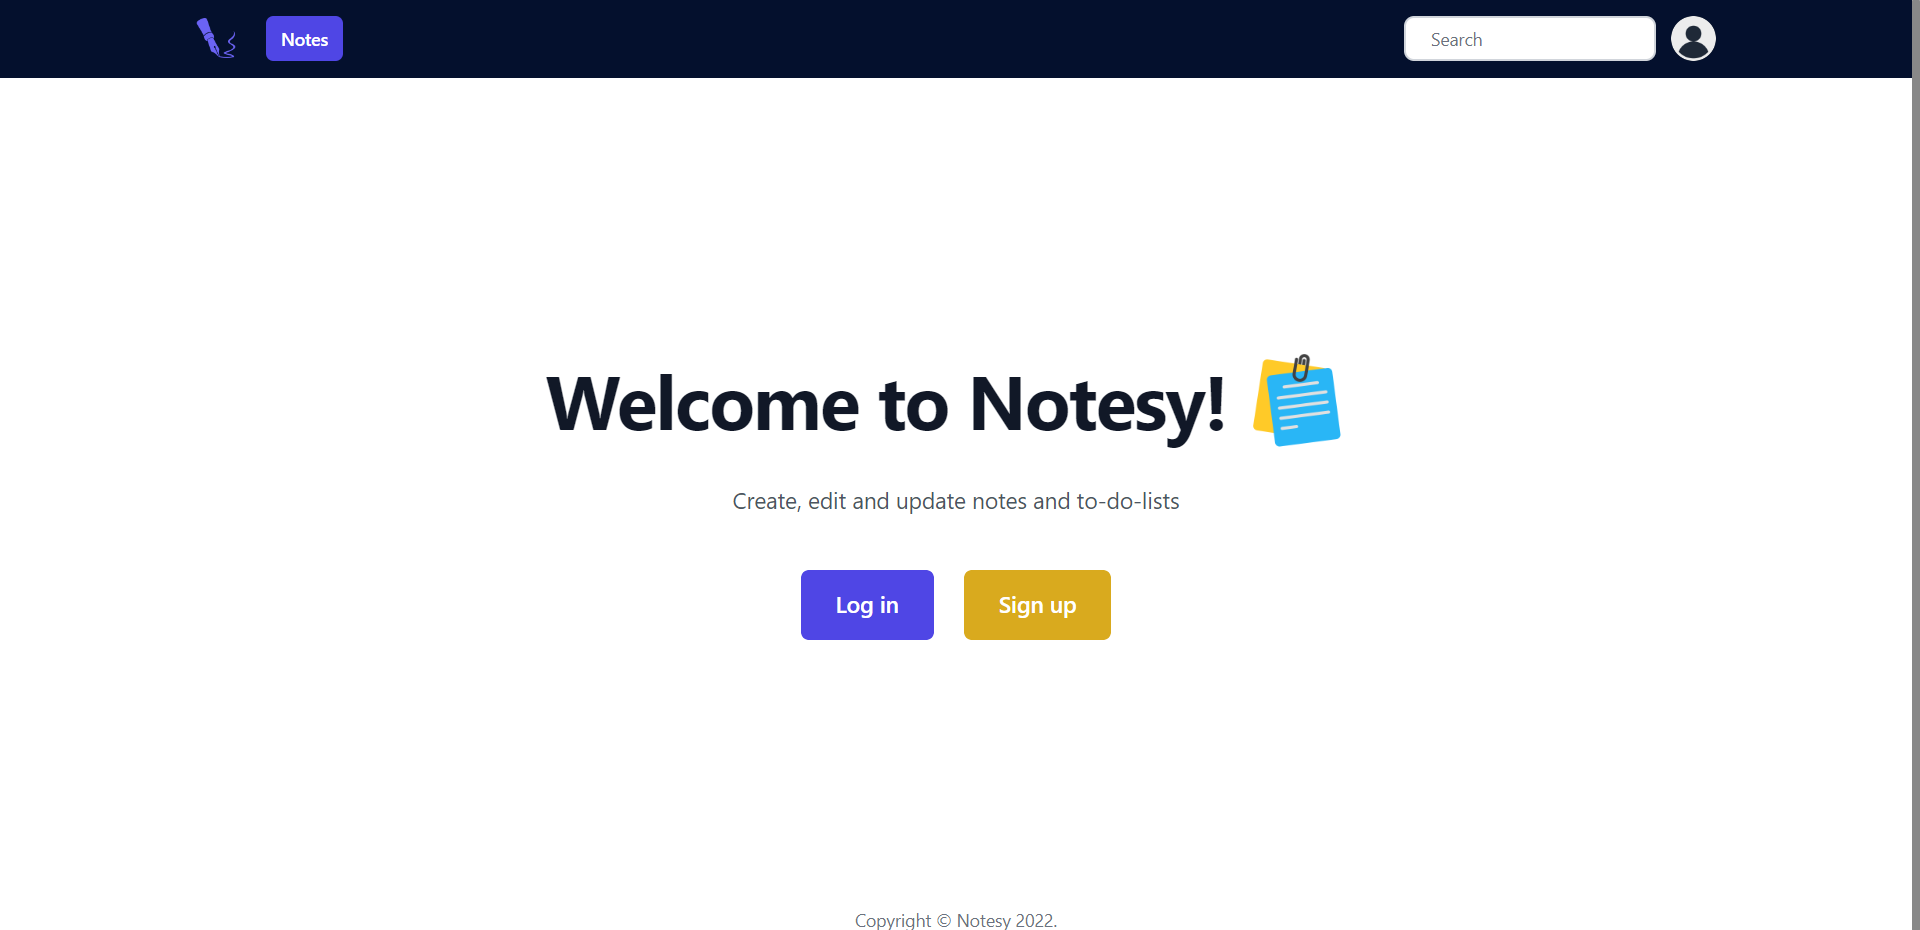 Notes
Search
Welcome to Notesy!
Create, edit and update notes and to-do-lists
Log in
Sign up
Copyright © Notesy 2022.